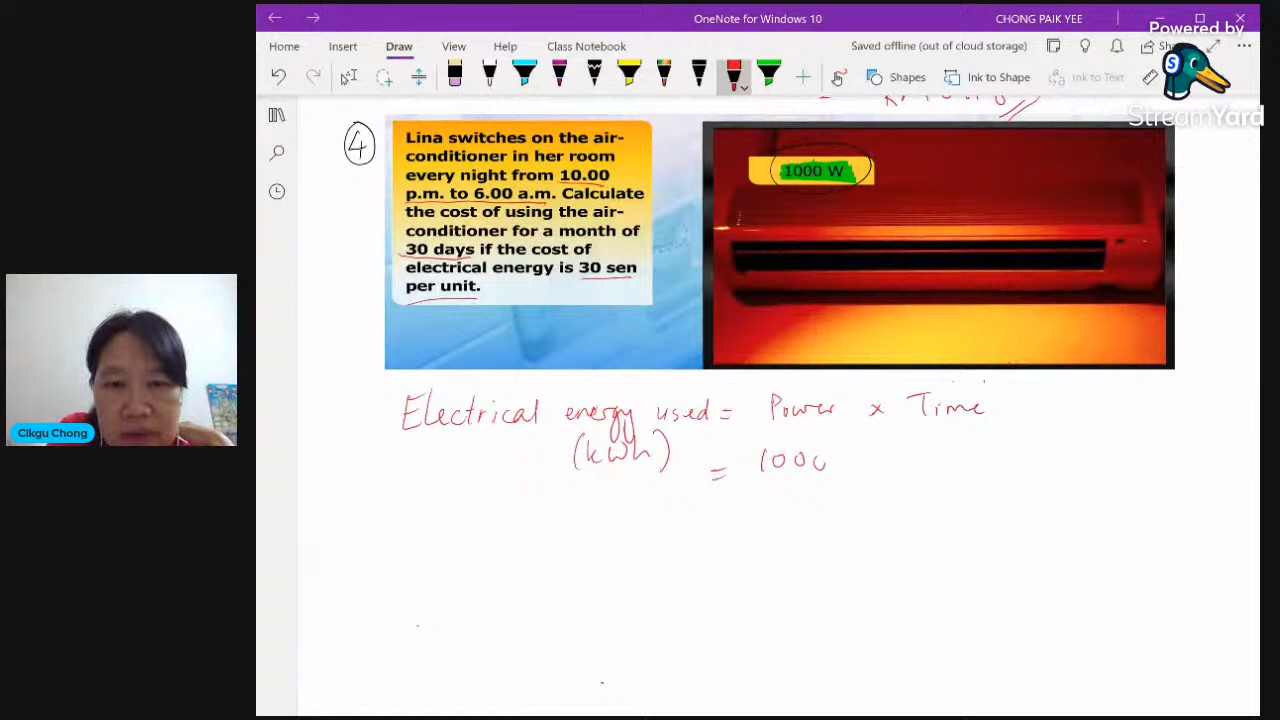 OneNote for Windows 10
CHONG PAIK YEE
Powered by
StreamYard
Home Insert Draw View Help Class Notebook
Saved offline (out of cloud storage)
Shapes
Ink to Shape
Ink to Text
4
Lina switches on the air-
conditioner in her room
every night from 10.00
p.m. to 6.00 a.m. Calculate
the cost of using the air-
conditioner for a month of
30 days if the cost of
electrical energy is 30 sen
per unit.
1000 W
Electrical energy used = Power x Time
(kWh)
= 1000
Cikgu Chong